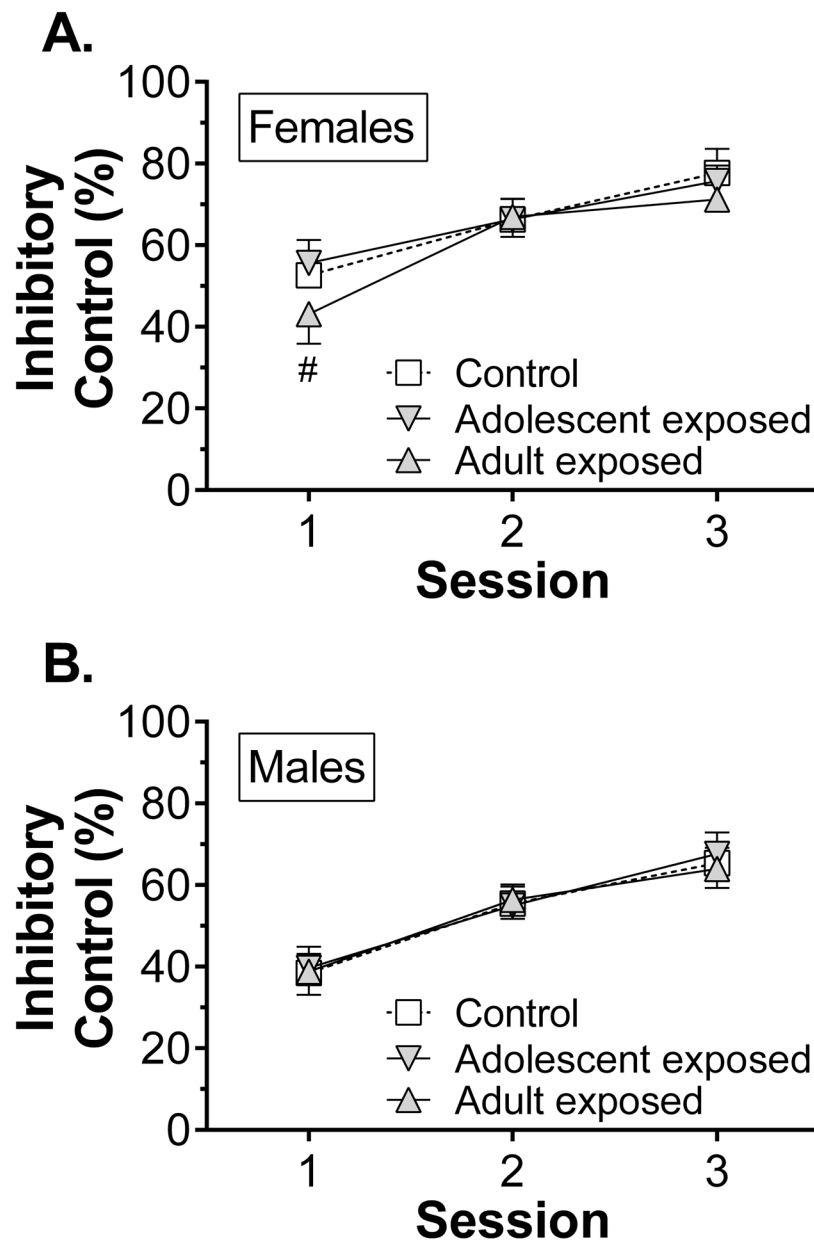 A.
100
80
60
40
20
0
Inhibitory
Control (%)
Females
#
Control
Adolescent exposed
Adult exposed
1 2 3
Session
B.
100
80
60
40
20
0
Inhibitory
Control (%)
Males
Control
Adolescent exposed
Adult exposed
1 2 3
Session